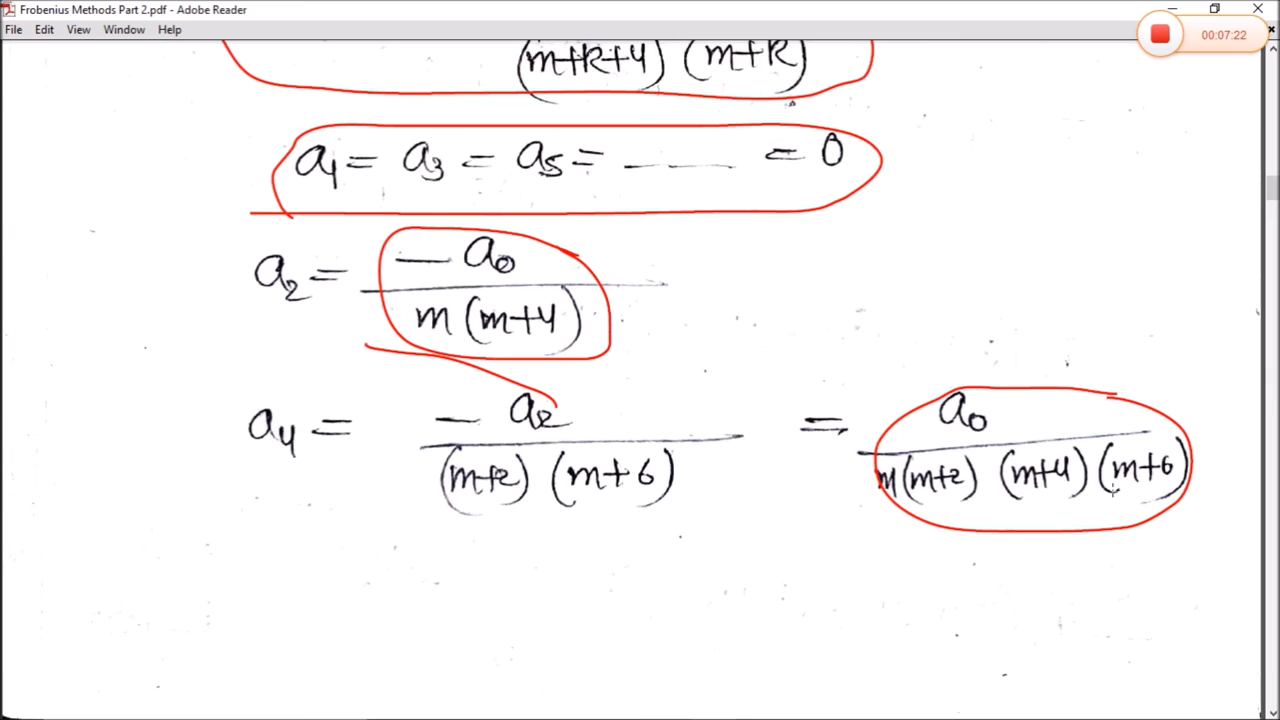 Frobenius Methods Part 2.pdf - Adobe Reader
File Edit View Window Help
00:07:22
(m+k+4) (m+k)
a₁ = a₃ = a₅ = ——— = 0
a₂ = — a₀ / m(m+4)
a₄ = — a₂ / (m+2) (m+6) = a₀ / m(m+2) (m+4) (m+6)